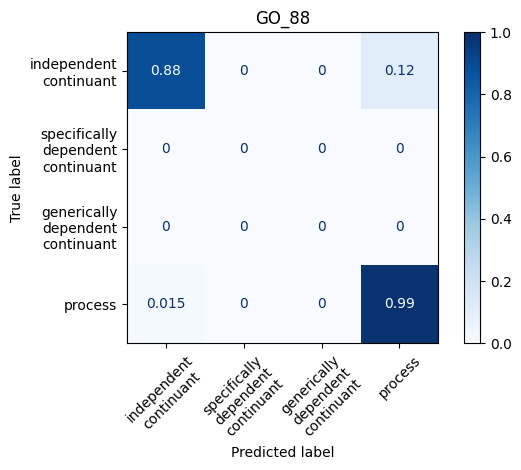 GO_88
independent
continuant
0.88 0 0 0.12
specifically
dependent
continuant
0 0 0 0
generically
dependent
continuant
0 0 0 0
process
0.015 0 0 0.99
True label
independent
continuant
specifically
dependent
continuant
generically
dependent
continuant
process
Predicted label
1.0
0.8
0.6
0.4
0.2
0.0